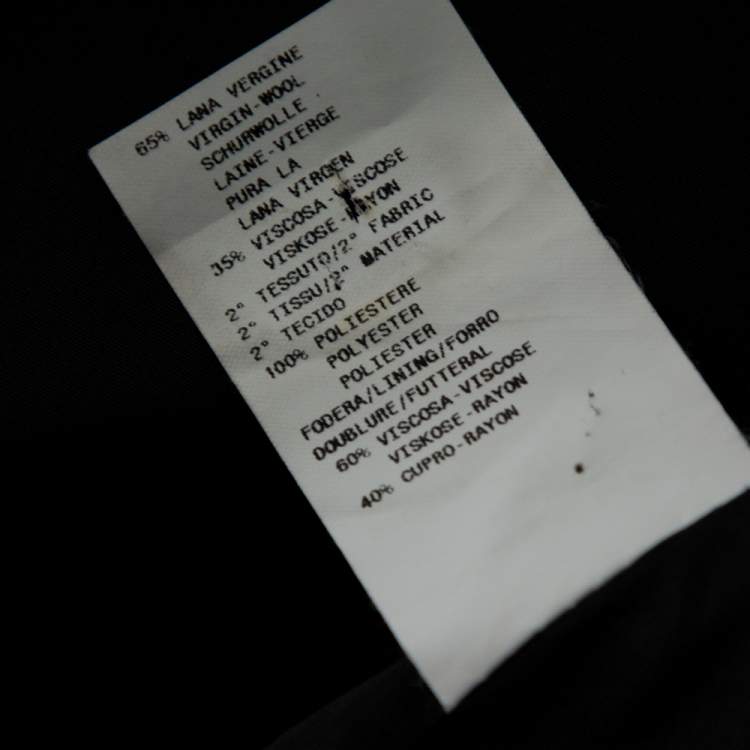 65% LANA VERGINE
VIRGIN-WOOL
SCHURWOLLE
LAINE-VIERGE
PURA LA
LANA VIRGEN
35% VISCOSA-VISCOSE
VISKOSE-RAYON
2° TESSUTO/2° FABRIC
2° TISSU/2° MATERIAL
2° TECIDO
100% POLIESTERE
POLYESTER
POLIESTER
FODERA/LINING/FORRO
DOUBLURE/FUTTERAL
60% VISCOSA-VISCOSE
VISKOSE-RAYON
40% CUPRO-RAYON